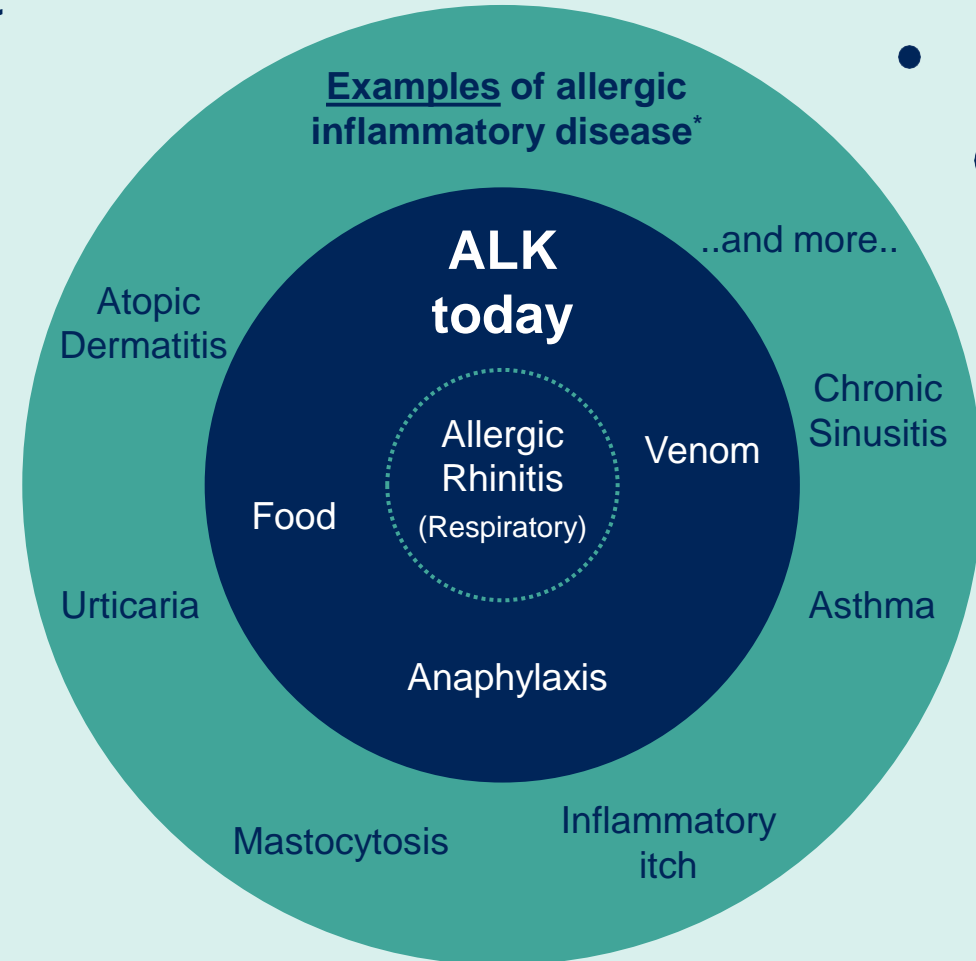 Examples of allergic
inflammatory disease*
..and more..
ALK
today
Atopic
Dermatitis
Chronic
Sinusitis
Allergic
Rhinitis
(Respiratory)
Venom
Food
Urticaria
Asthma
Anaphylaxis
Mastocytosis
Inflammatory
itch